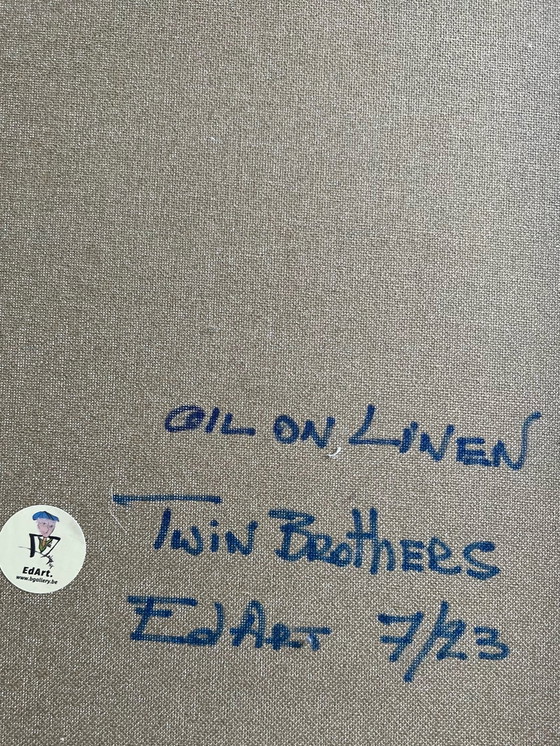 OIL ON LiNEN
TWiN BROTHERS
EdArt 7/23
EdArt.
www.bgallery.be